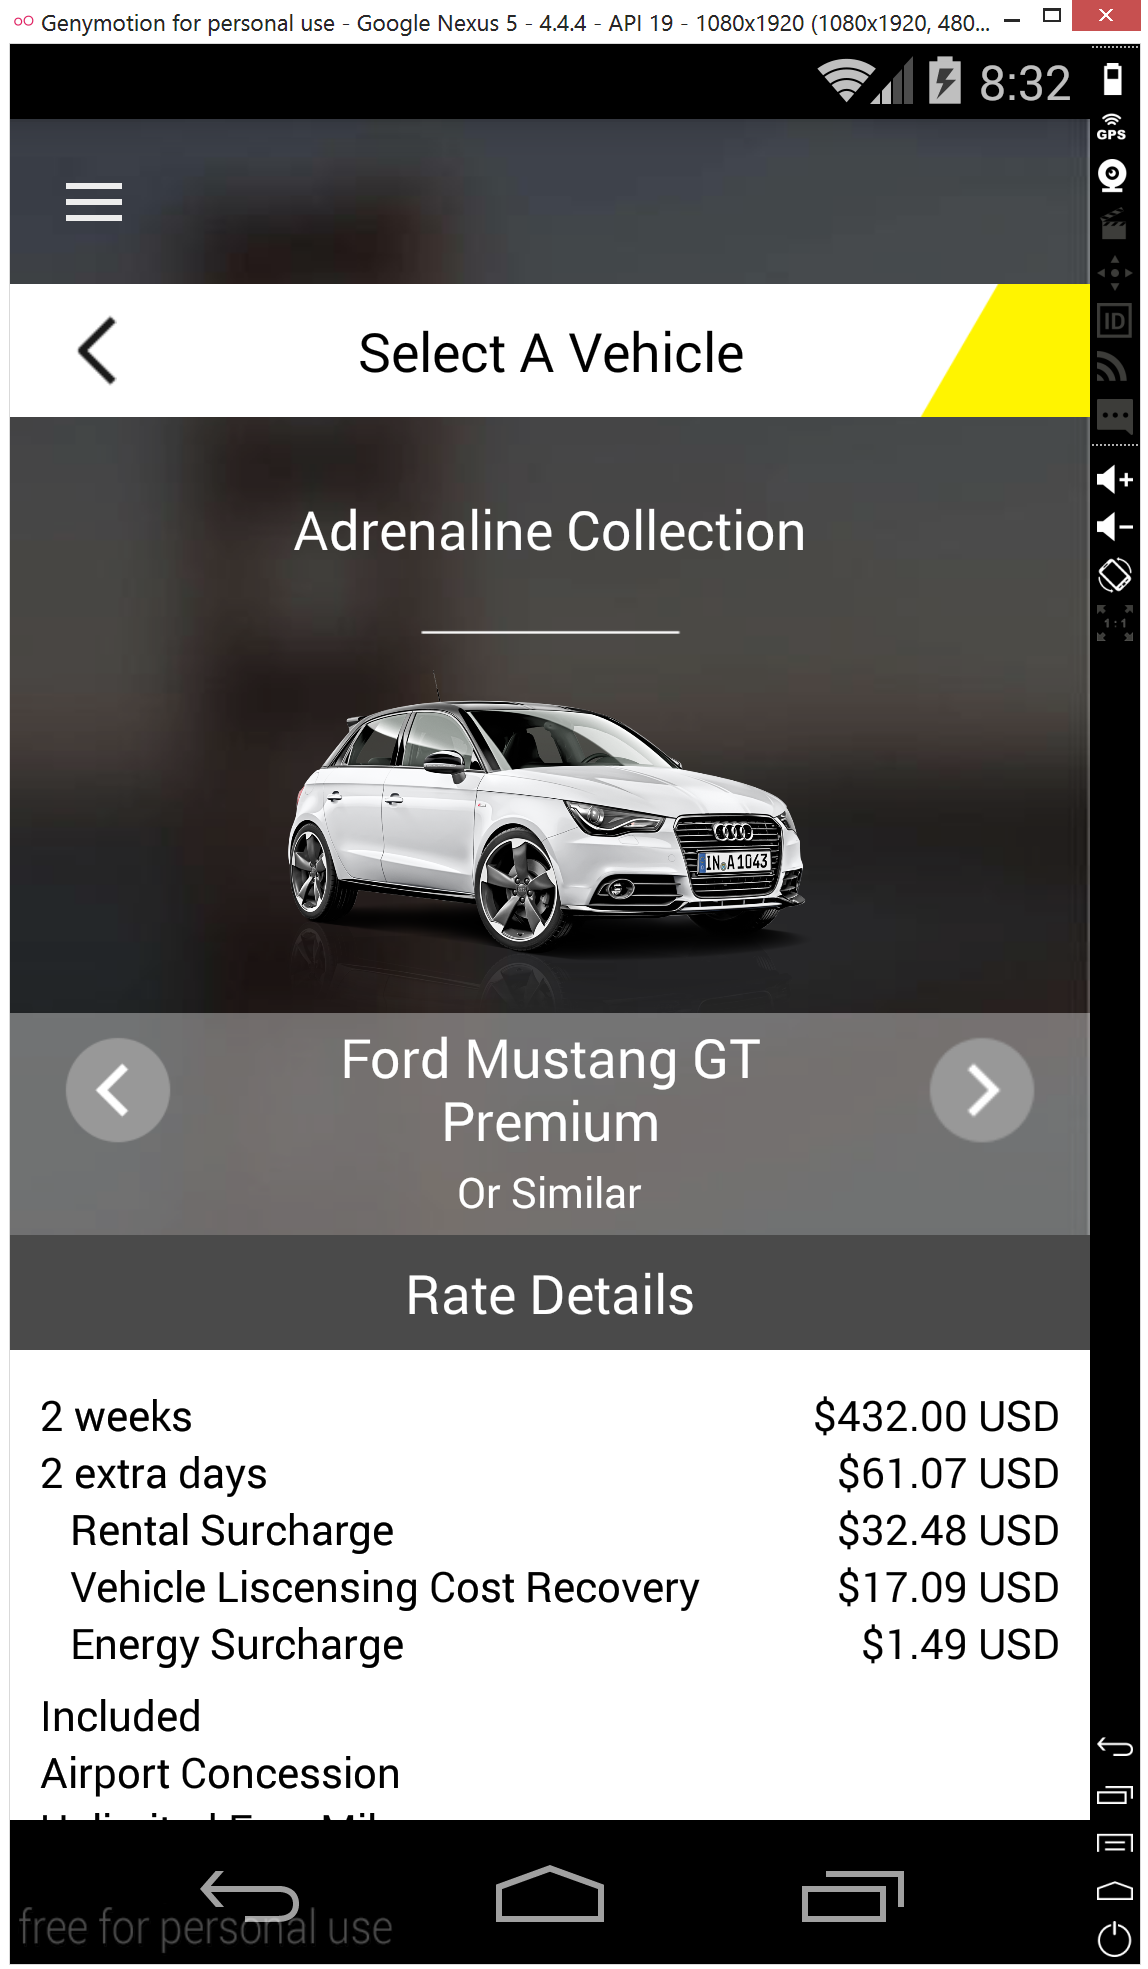 Genymotion for personal use - Google Nexus 5 - 4.4.4 - API 19 - 1080x1920 (1080x1920, 480...
8:32
GPS
Select A Vehicle
ID
Adrenaline Collection
1:1
IN A 1043
Ford Mustang GT
Premium
Or Similar
Rate Details
2 weeks $432.00 USD
2 extra days $61.07 USD
Rental Surcharge $32.48 USD
Vehicle Liscensing Cost Recovery $17.09 USD
Energy Surcharge $1.49 USD
Included
Airport Concession
free for personal use